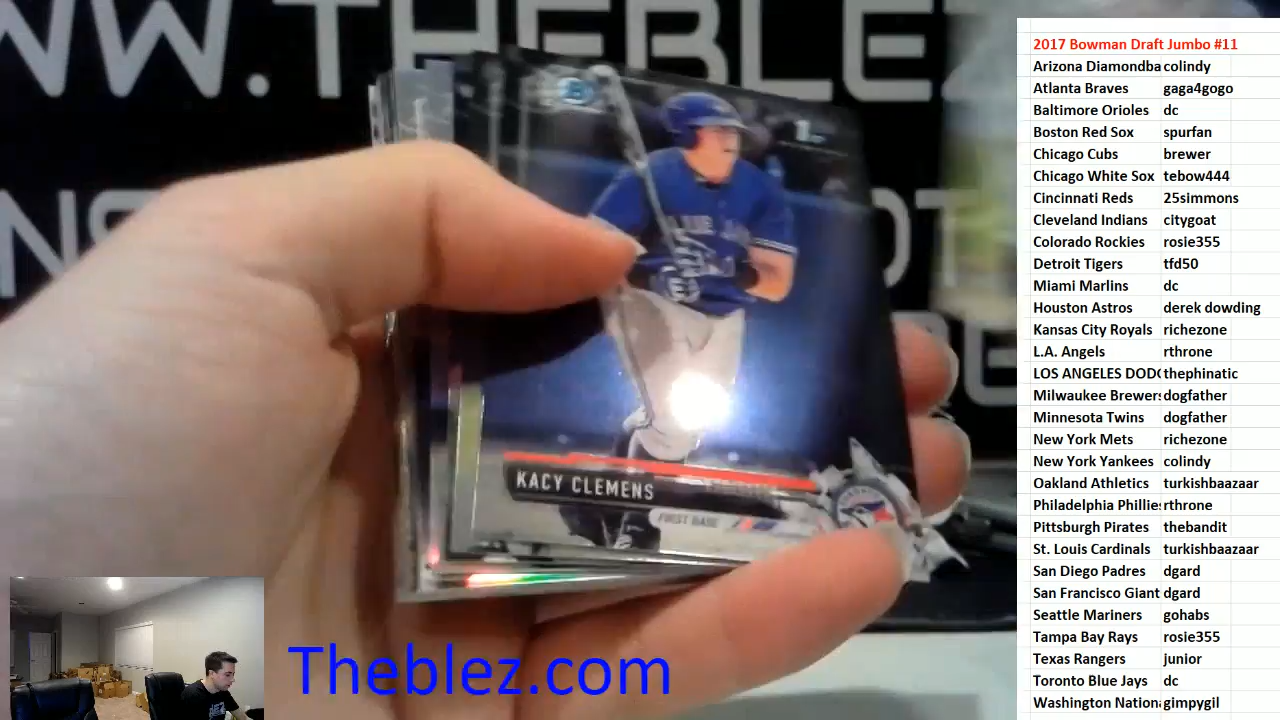 WW.THEBLEZ
KACY CLEMENS
FIRST BASE
Theblez.com
2017 Bowman Draft Jumbo #11
Arizona Diamondba colindy
Atlanta Braves gaga4gogo
Baltimore Orioles dc
Boston Red Sox spurfan
Chicago Cubs brewer
Chicago White Sox tebow444
Cincinnati Reds 25simmons
Cleveland Indians citygoat
Colorado Rockies rosie355
Detroit Tigers tfd50
Miami Marlins dc
Houston Astros derek dowding
Kansas City Royals richezone
L.A. Angels rthrone
LOS ANGELES DOD thephinatic
Milwaukee Brewers dogfather
Minnesota Twins dogfather
New York Mets richezone
New York Yankees colindy
Oakland Athletics turkishbaazaar
Philadelphia Phillie rthrone
Pittsburgh Pirates thebandit
St. Louis Cardinals turkishbaazaar
San Diego Padres dgard
San Francisco Giant dgard
Seattle Mariners gohabs
Tampa Bay Rays rosie355
Texas Rangers junior
Toronto Blue Jays dc
Washington Nation gimpygil